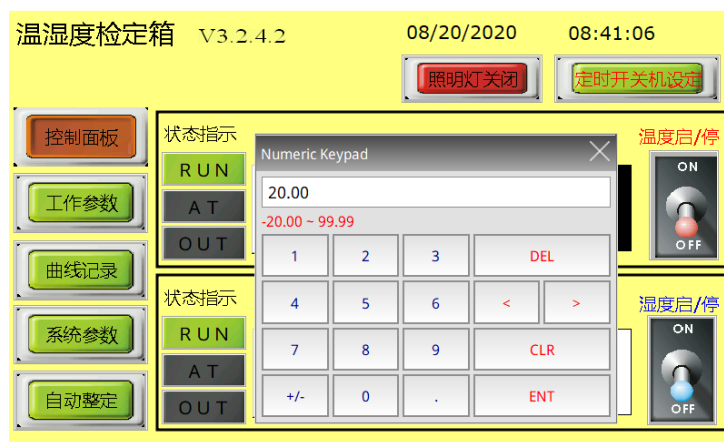 温湿度检定箱 V3.2.4.2 08/20/2020 08:41:06
照明灯关闭 定时开关机设定
控制面板
工作参数
曲线记录
系统参数
自动整定
状态指示 温度启/停
RUN
AT
OUT
ON
OFF
Numeric Keypad
20.00
-20.00 ~ 99.99
1 2 3 DEL
4 5 6 < >
7 8 9 CLR
+/- 0 . ENT
状态指示 湿度启/停
RUN
AT
OUT
ON
OFF